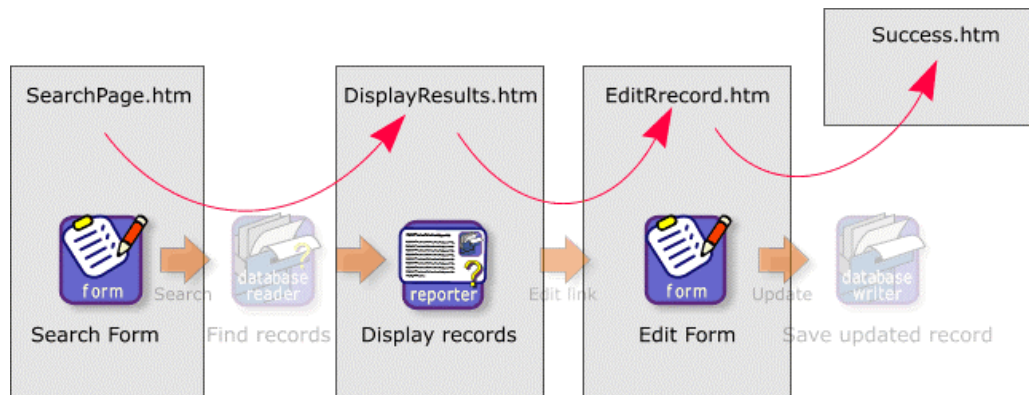 Success.htm
SearchPage.htm
DisplayResults.htm
EditRrecord.htm
form
Search
database
reader
reporter
Edit link
form
Update
database
writer
Search Form
Find records
Display records
Edit Form
Save updated record